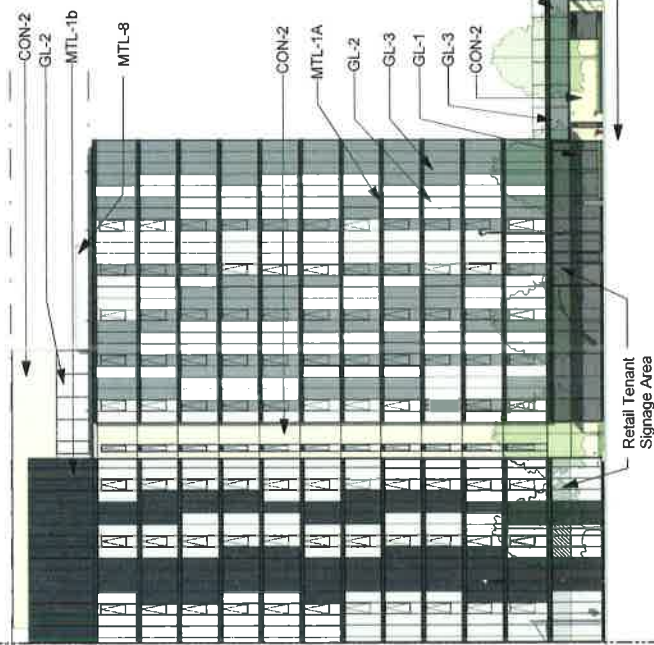 CON-2
GL-2
MTL-1b
MTL-8
CON-2
MTL-1A
GL-2
GL-3
GL-1
GL-3
CON-2
Retail Tenant
Signage Area